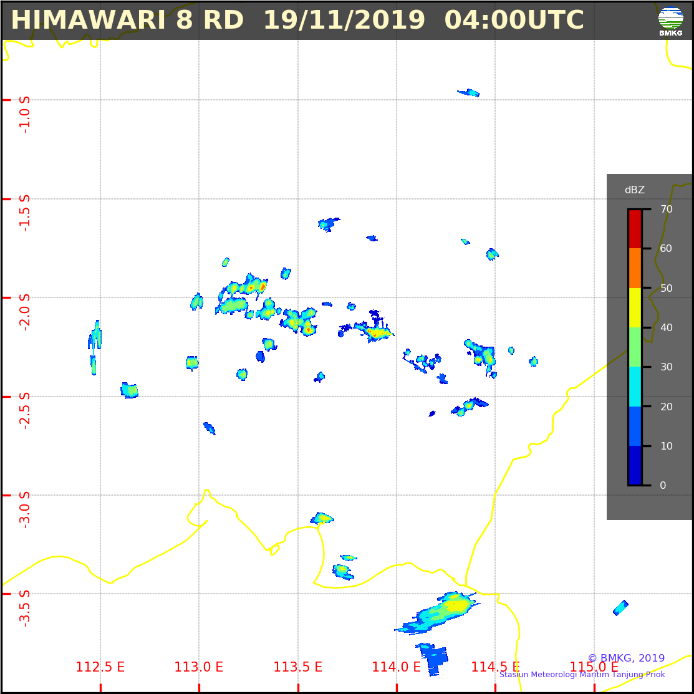 HIMAWARI 8 RD 19/11/2019 04:00UTC
BMKG
-1.0 S
-1.5 S
dBZ
70
60
50
-2.0 S
40
30
-2.5 S
20
10
0
-3.0 S
-3.5 S
112.5 E 113.0 E 113.5 E 114.0 E 114.5 E 115.0 E
© BMKG, 2019
Stasiun Meteorologi Maritim Tanjung Priok